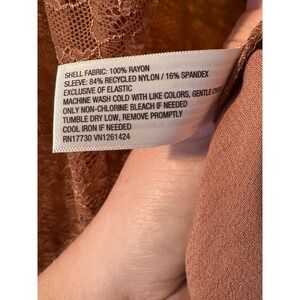 SHELL FABRIC: 100% RAYON
SLEEVE: 84% RECYCLED NYLON / 16% SPANDEX
EXCLUSIVE OF ELASTIC
MACHINE WASH COLD WITH LIKE COLORS, GENTLE
ONLY NON-CHLORINE BLEACH IF NEEDED
TUMBLE DRY LOW, REMOVE PROMPTLY
COOL IRON IF NEEDED
RN17730 VN1261424